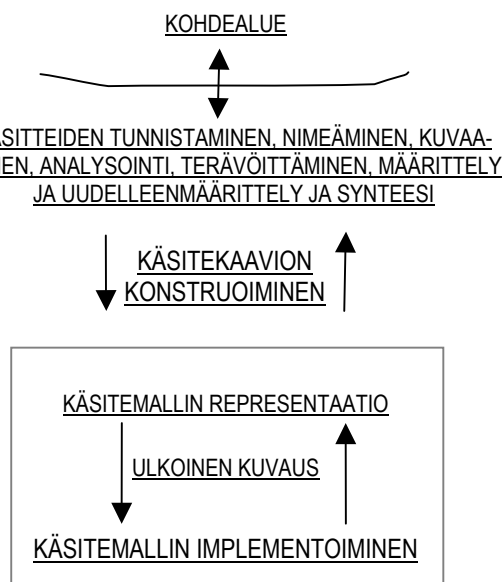 KOHDEALUE
ÄSITTEIDEN TUNNISTAMINEN, NIMEÄMINEN, KUVAA-
NEN, ANALYSOINTI, TERÄVÖITTÄMINEN, MÄÄRITTELY
JA UUDELLEENMÄÄRITTELY JA SYNTEESI
KÄSITEKAAVION
KONSTRUOIMINEN
KÄSITEMALLIN REPRESENTAATIO
ULKOINEN KUVAUS
KÄSITEMALLIN IMPLEMENTOIMINEN